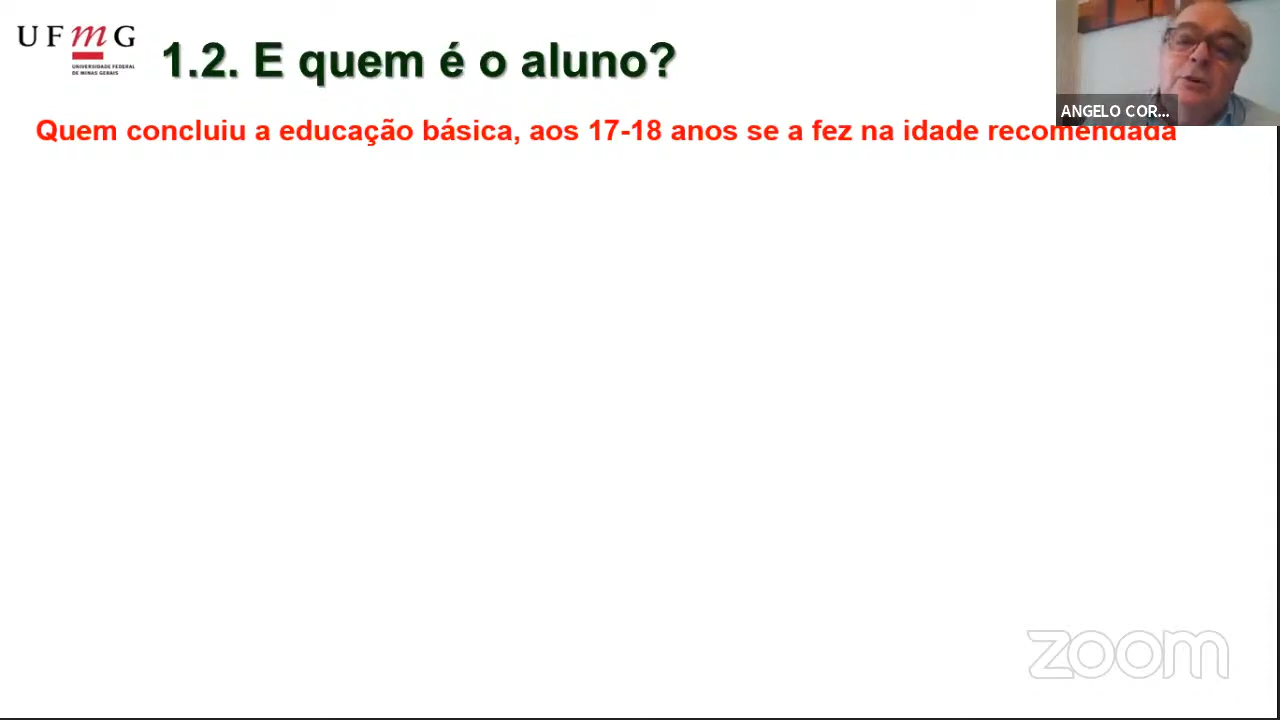 UFmG
UNIVERSIDADE FEDERAL
DE MINAS GERAIS
1.2. E quem é o aluno?
ANGELO COR...
Quem concluiu a educação básica, aos 17-18 anos se a fez na idade recomendada
zoom